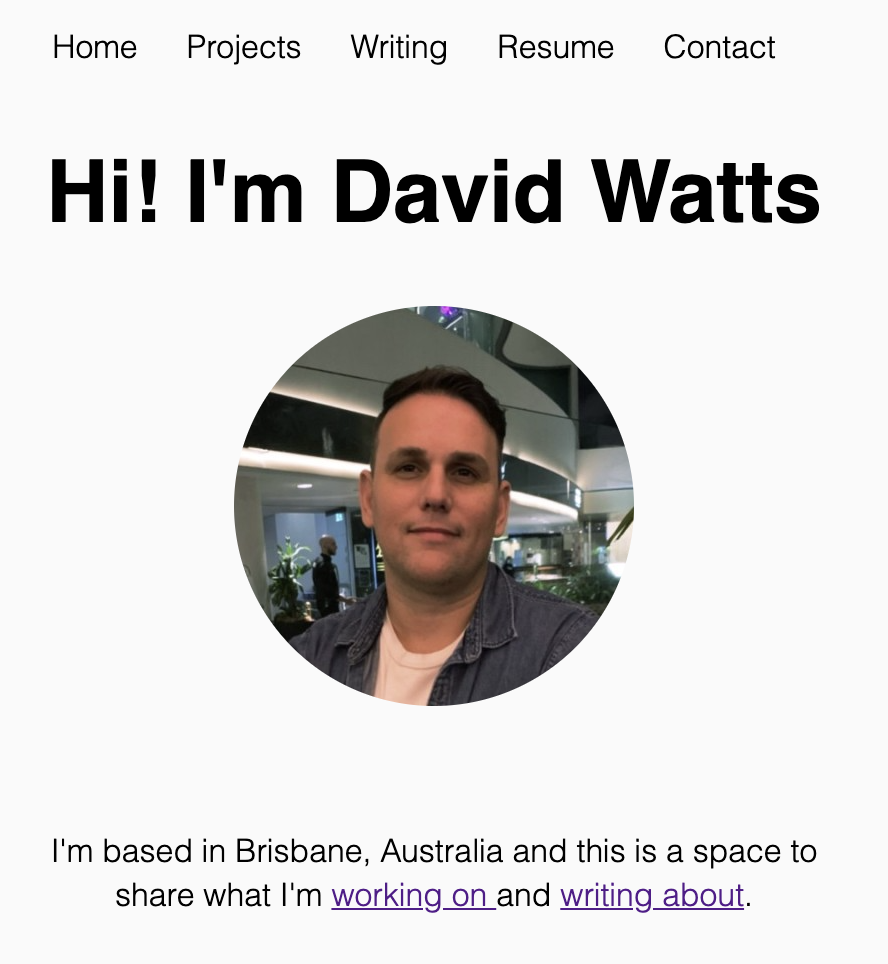 Home Projects Writing Resume Contact
Hi! I'm David Watts
I'm based in Brisbane, Australia and this is a space to
share what I'm working on and writing about.